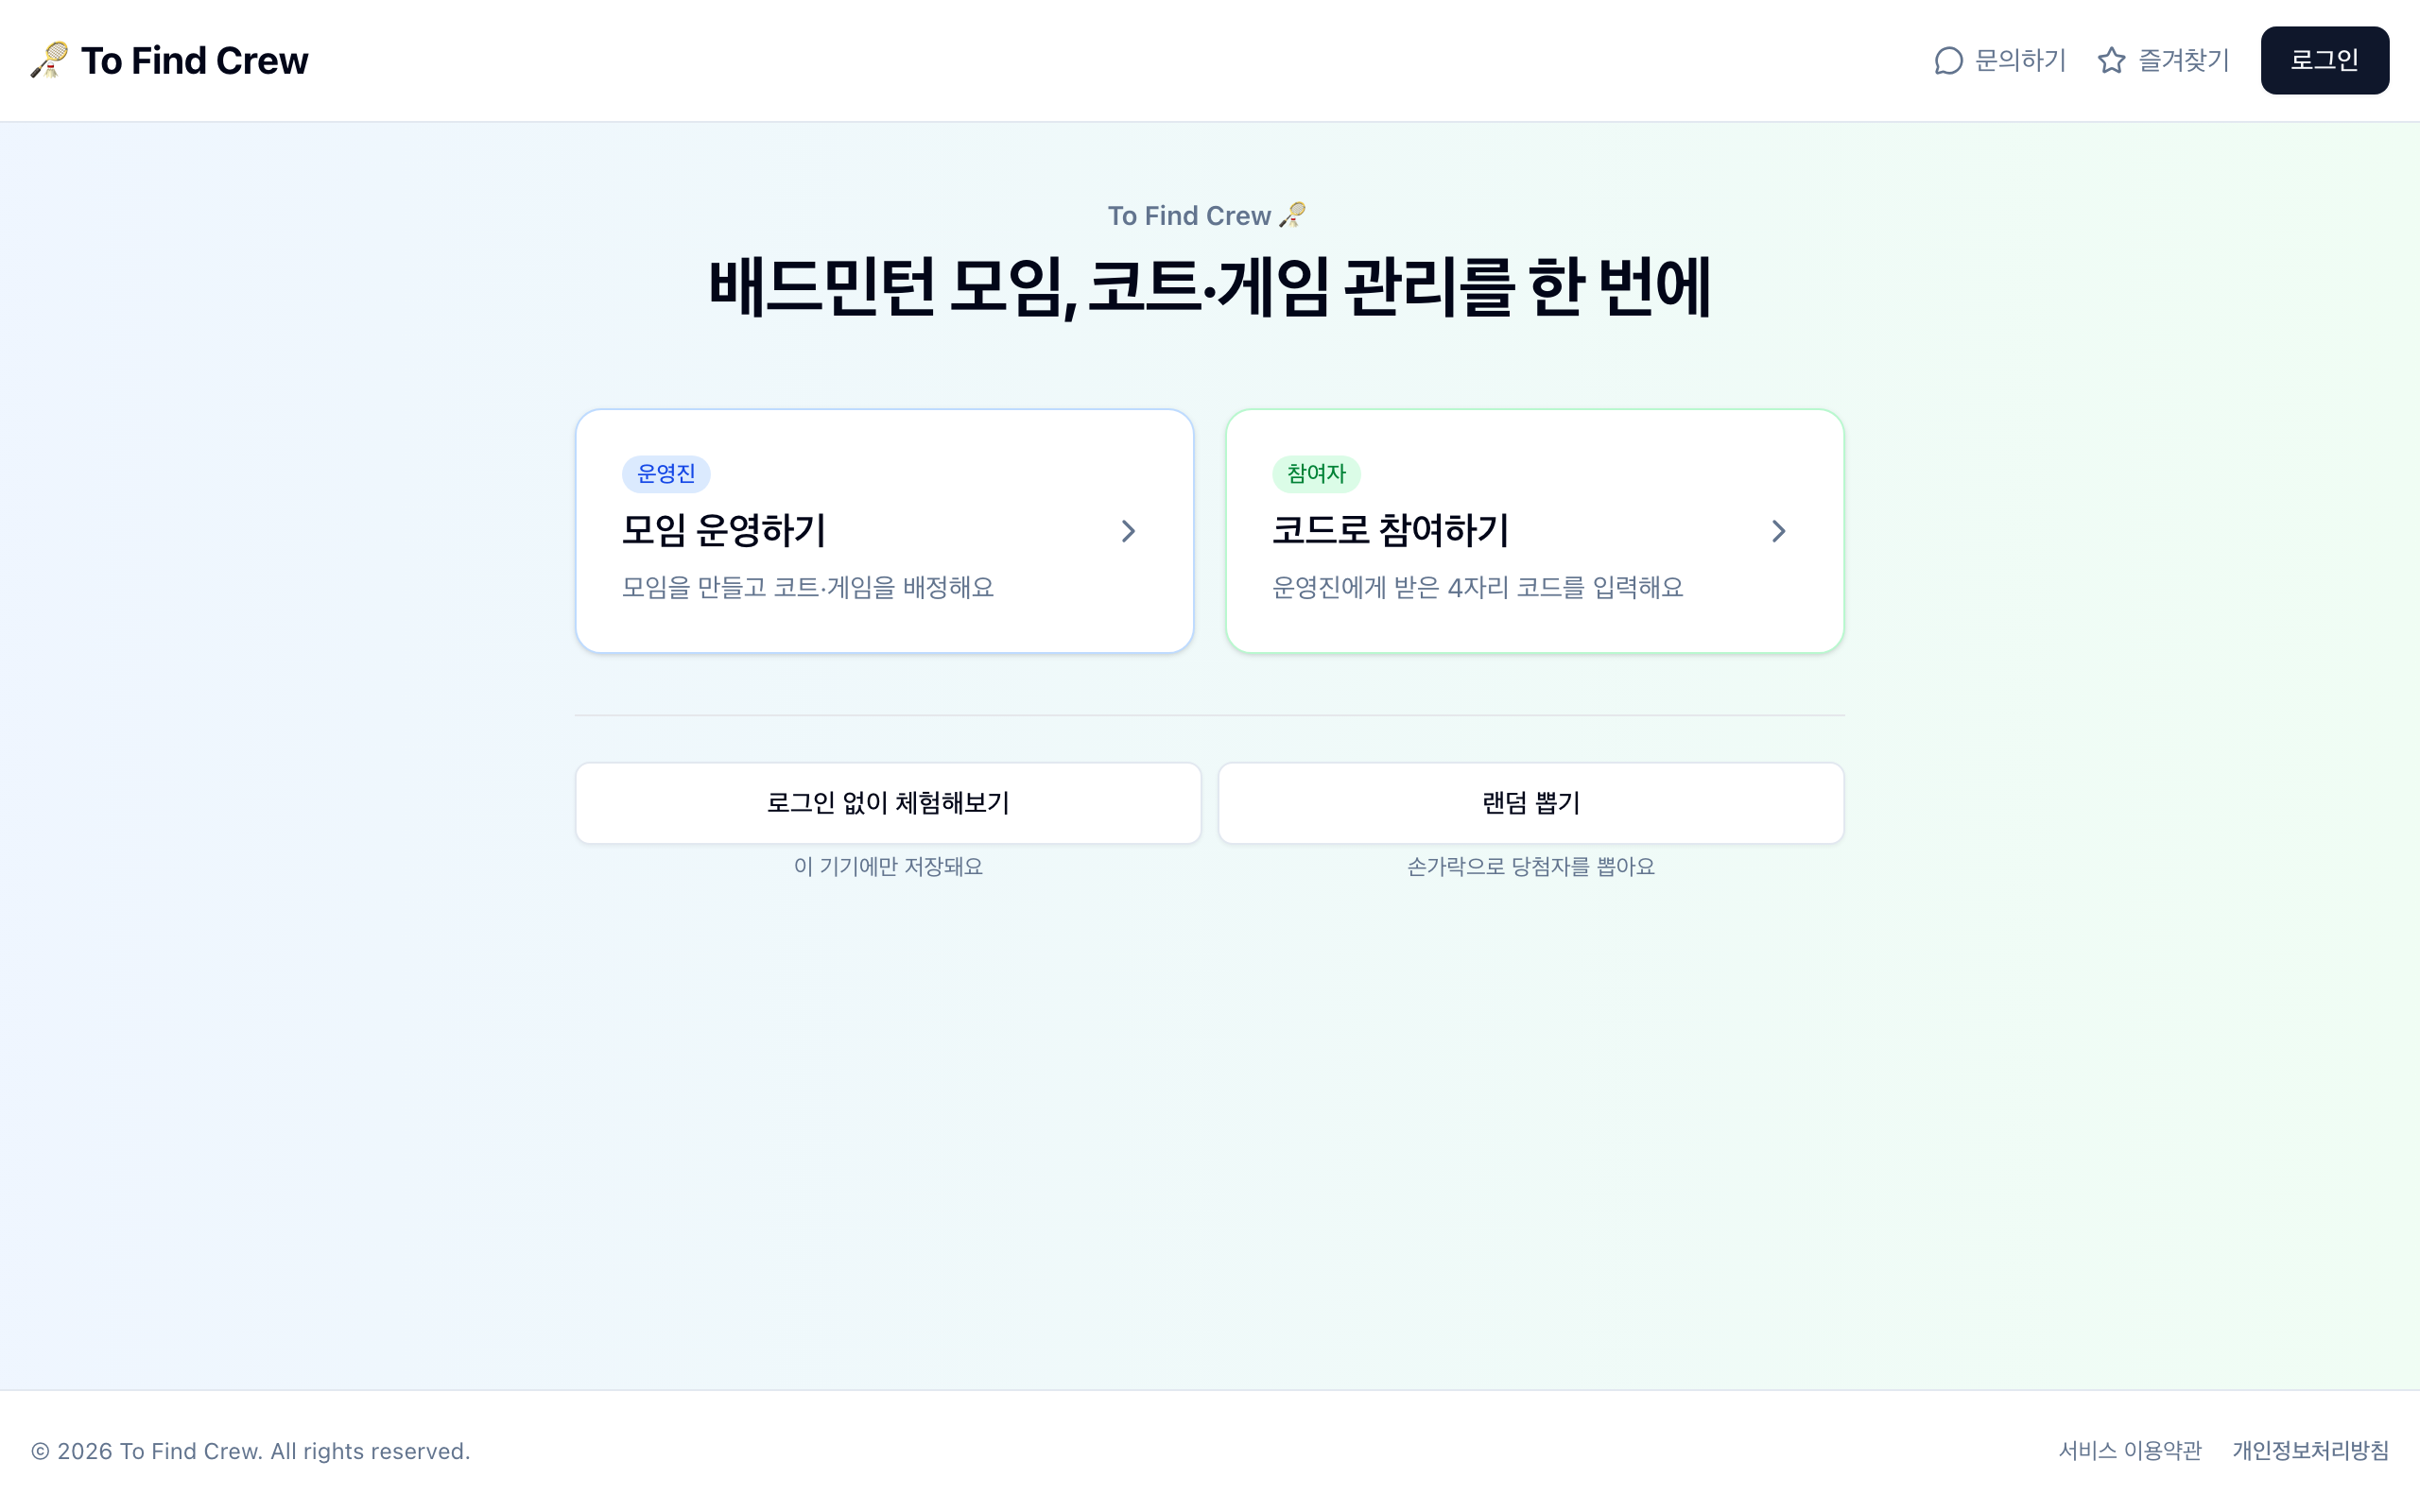 To Find Crew
문의하기
즐겨찾기
로그인
To Find Crew
배드민턴 모임, 코트·게임 관리를 한 번에
운영진
모임 운영하기
모임을 만들고 코트·게임을 배정해요
참여자
코드로 참여하기
운영진에게 받은 4자리 코드를 입력해요
로그인 없이 체험해보기
이 기기에만 저장돼요
랜덤 뽑기
손가락으로 당첨자를 뽑아요
© 2026 To Find Crew. All rights reserved.
서비스 이용약관
개인정보처리방침